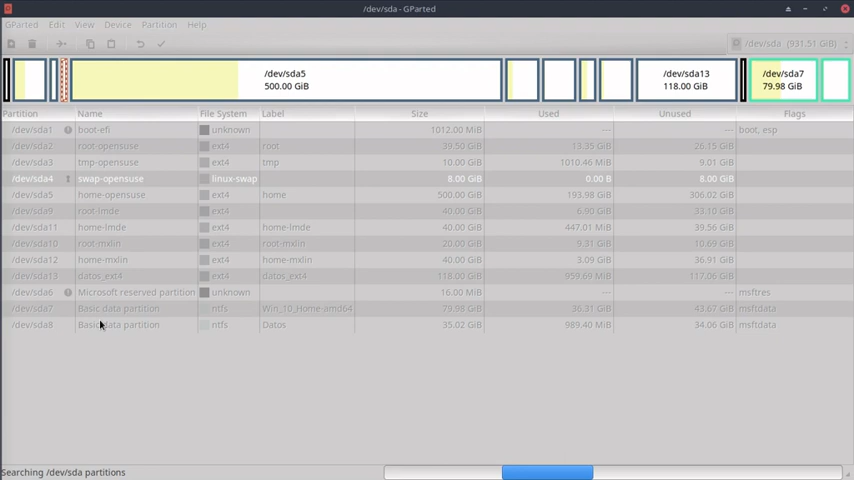 /dev/sda - GParted
GParted Edit View Device Partition Help
/dev/sda (931.51 GiB)
/dev/sda5 /dev/sda13 /dev/sda7
500.00 GiB 118.00 GiB 79.98 GiB
Partition Name File System Label Size Used Unused Flags
/dev/sda1 boot-efi unknown 1012.00 MiB --- --- boot, esp
/dev/sda2 root-opensuse ext4 root 39.50 GiB 13.35 GiB 26.15 GiB
/dev/sda3 tmp-opensuse ext4 tmp 10.00 GiB 1010.46 MiB 9.01 GiB
/dev/sda4 swap-opensuse linux-swap 8.00 GiB 0.00 B 8.00 GiB
/dev/sda5 home-opensuse ext4 home 500.00 GiB 193.98 GiB 306.02 GiB
/dev/sda9 root-lmde ext4 40.00 GiB 6.90 GiB 33.10 GiB
/dev/sda11 home-lmde ext4 home-lmde 40.00 GiB 447.01 MiB 39.56 GiB
/dev/sda10 root-mxlin ext4 root-mxlin 20.00 GiB 9.31 GiB 10.69 GiB
/dev/sda12 home-mxlin ext4 home-mxlin 40.00 GiB 3.09 GiB 36.91 GiB
/dev/sda13 datos_ext4 ext4 datos_ext4 118.00 GiB 959.69 MiB 117.06 GiB
/dev/sda6 Microsoft reserved partition unknown 16.00 MiB --- --- msftres
/dev/sda7 Basic data partition ntfs Win_10_Home-amd64 79.98 GiB 36.31 GiB 43.67 GiB msftdata
/dev/sda8 Basic data partition ntfs Datos 35.02 GiB 989.40 MiB 34.06 GiB msftdata
Searching /dev/sda partitions